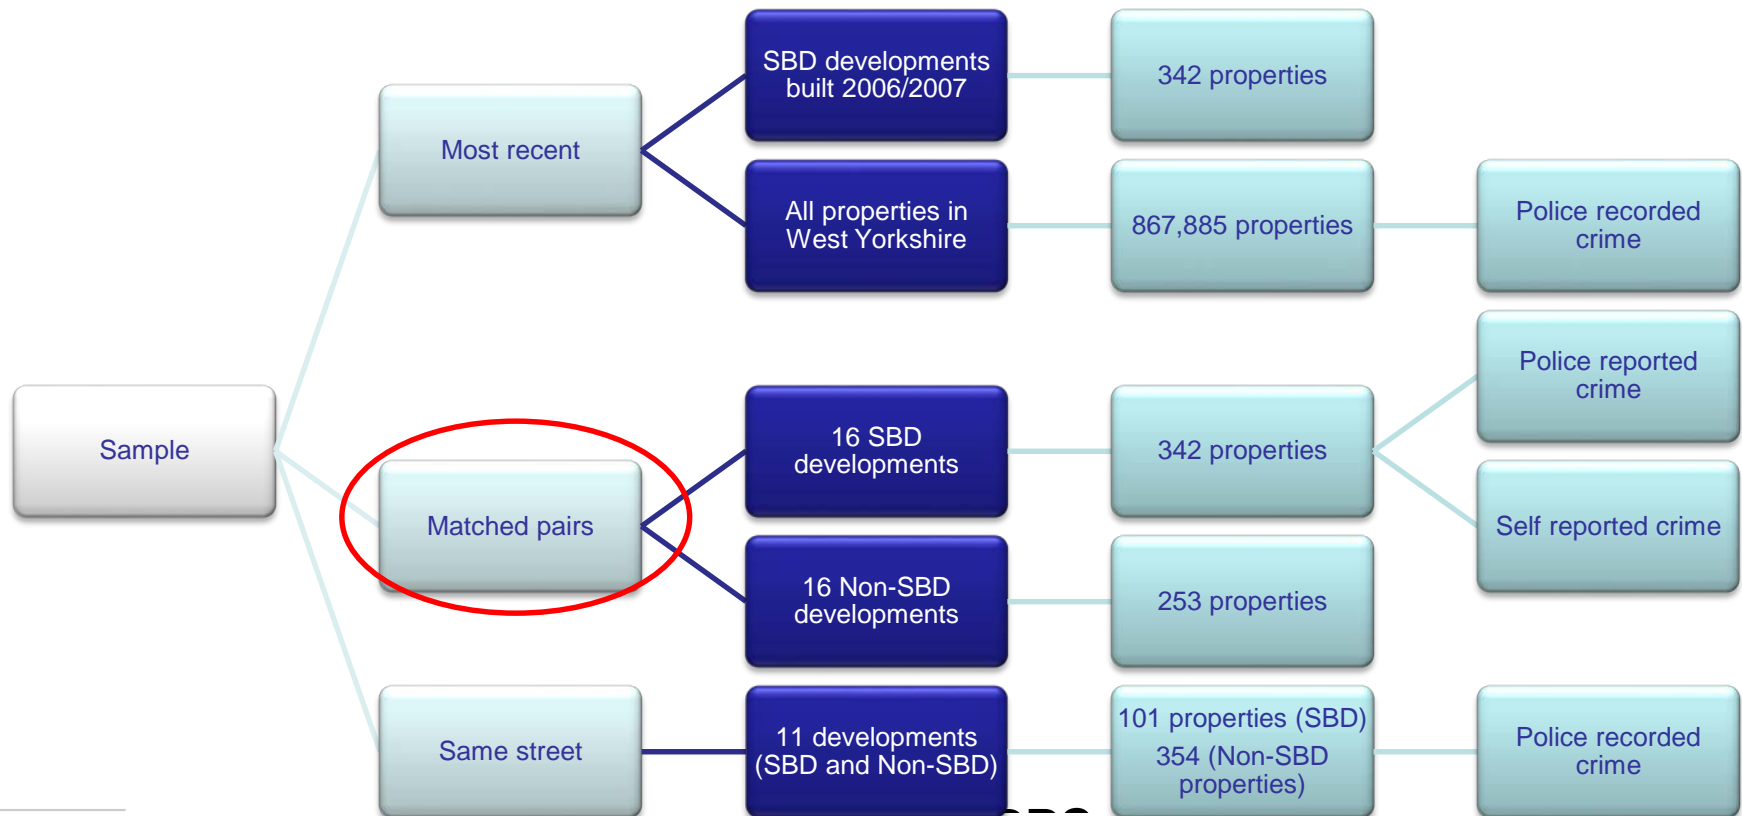 SBD developments
built 2006/2007
342 properties
Most recent
All properties in
West Yorkshire
867,885 properties
Police recorded
crime
Police reported
crime
Sample
16 SBD
developments
342 properties
Matched pairs
Self reported crime
16 Non-SBD
developments
253 properties
Same street
11 developments
(SBD and Non-SBD)
101 properties (SBD)
354 (Non-SBD
properties)
Police recorded
crime